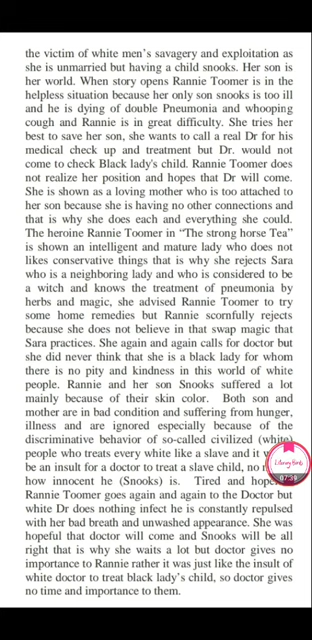 the victim of white men's savagery and exploitation as
she is unmarried but having a child snooks. Her son is
her world. When story opens Rannie Toomer is in the
helpless situation because her only son snooks is too ill
and he is dying of double Pneumonia and whooping
cough and Rannie is in great difficulty. She tries her
best to save her son, she wants to call a real Dr for his
medical check up and treatment but Dr. would not
come to check Black lady's child. Rannie Toomer does
not realize her position and hopes that Dr will come.
She is shown as a loving mother who is too attached to
her son because she is having no other connections and
that is why she does each and everything she could.
The heroine Rannie Toomer in "The strong horse Tea"
is shown an intelligent and mature lady who does not
likes conservative things that is why she rejects Sara
who is a neighboring lady and who is considered to be
a witch and knows the treatment of pneumonia by
herbs and magic, she advised Rannie Toomer to try
some home remedies but Rannie scornfully rejects
because she does not believe in that swap magic that
Sara practices. She again and again calls for doctor but
she did never think that she is a black lady for whom
there is no pity and kindness in this world of white
people. Rannie and her son Snooks suffered a lot
mainly because of their skin color. Both son and
mother are in bad condition and suffering from hunger,
illness and are ignored especially because of the
discriminative behavior of so-called civilized (white)
people who treats every white like a slave and it
be an insult for a doctor to treat a slave child, no
how innocent he (Snooks) is. Tired and
Rannie Toomer goes again and again to the Doctor but
white Dr does nothing infect he is constantly repulsed
with her bad breath and unwashed appearance. She was
hopeful that doctor will come and Snooks will be all
right that is why she waits a lot but doctor gives no
importance to Rannie rather it was just like the insult of
white doctor to treat black lady's child, so doctor gives
no time and importance to them.
07:39